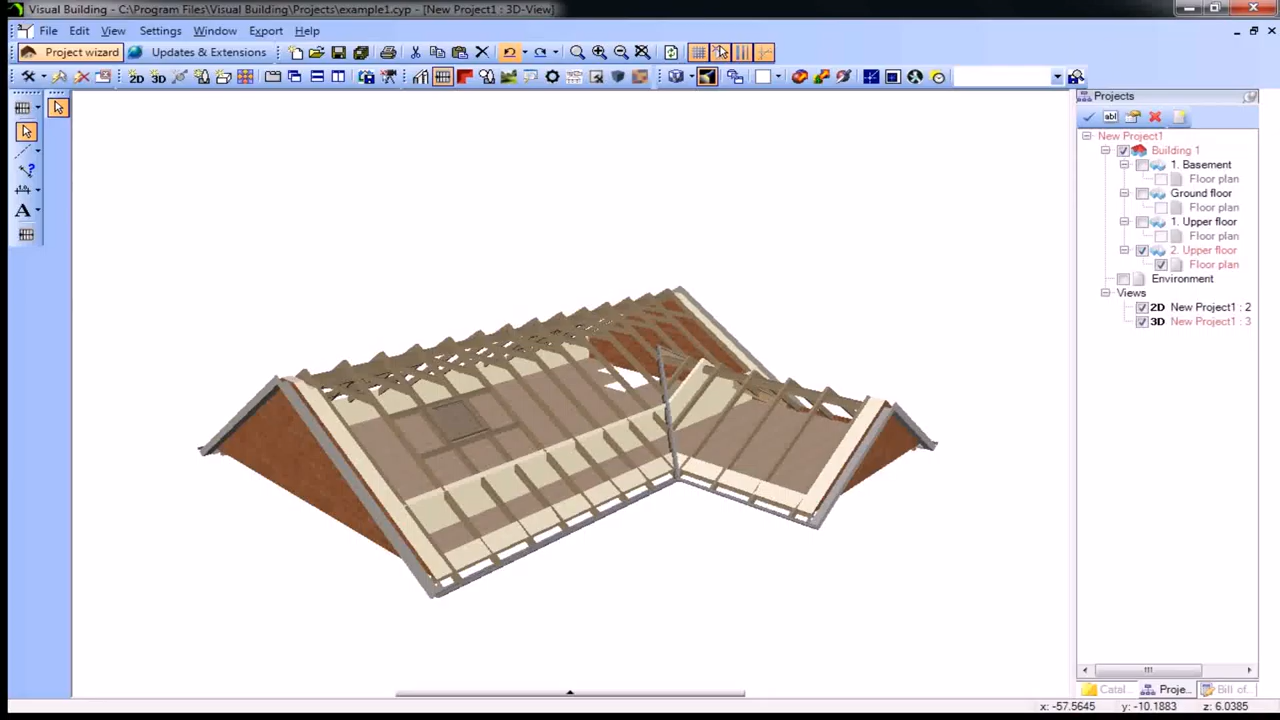 Visual Building - C:\Program Files\Visual Building\Projects\example1.cyp - [New Project1 : 3D-View]
File Edit View Settings Window Export Help
Project wizard Updates & Extensions
2D 3D
Projects
abl
New Project1
Building 1
1. Basement
Floor plan
Ground floor
Floor plan
1. Upper floor
Floor plan
2. Upper floor
Floor plan
Environment
Views
2D New Project1 : 2
3D New Project1 : 3
A
Catal... Proje... Bill of...
x: -57.5645 y: -10.1883 z: 6.0385